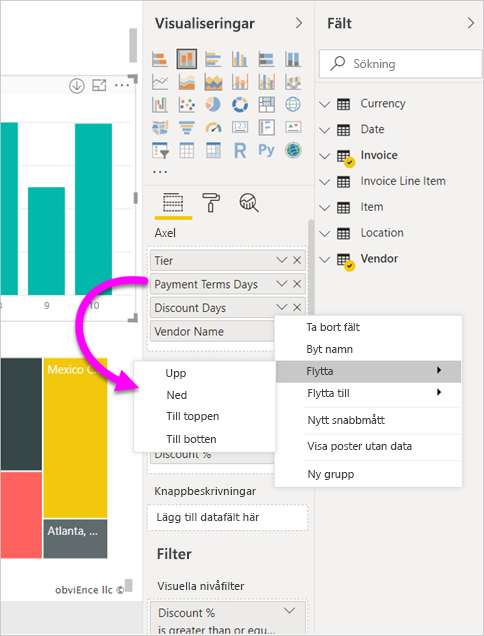 Visualiseringar
Fält
Sökning
R
Py
123
Currency
Date
Invoice
Invoice Line Item
Item
Location
Vendor
Axel
Tier
Payment Terms Days
Discount Days
Vendor Name
Ta bort fält
Byt namn
Flytta
Flytta till
Nytt snabbmått
Visa poster utan data
Ny grupp
Upp
Ned
Till toppen
Till botten
Discount %
Knappbeskrivningar
Lägg till datafält här
Filter
Visuella nivåfilter
Discount %
is greater than or equ...
9
10
Mexico C...
Atlanta, ...
obviEnce llc ©